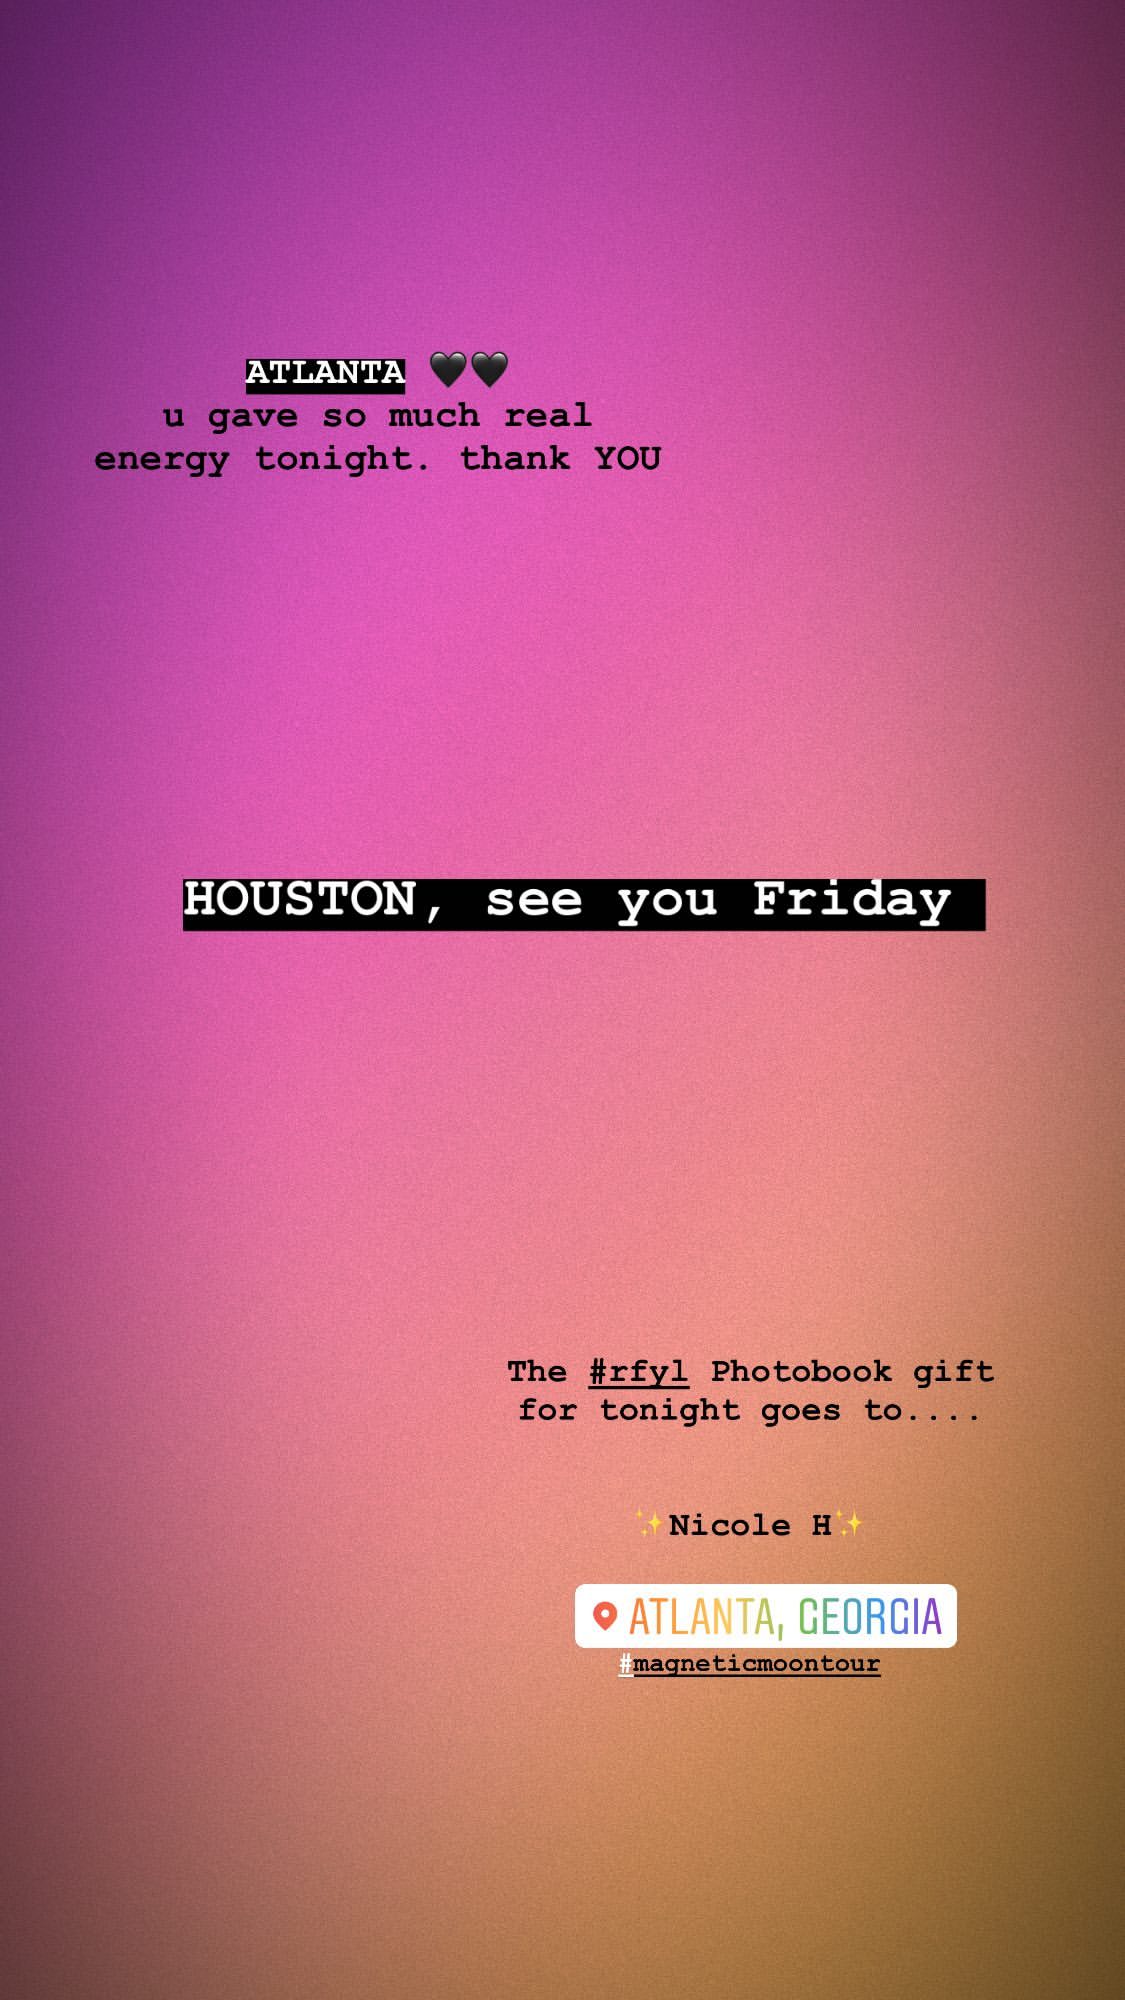 ATLANTA 🖤🖤
u gave so much real
energy tonight. thank YOU
HOUSTON, see you Friday
The #rfyl Photobook gift
for tonight goes to....
✨Nicole H✨
ATLANTA, GEORGIA
#magneticmoontour